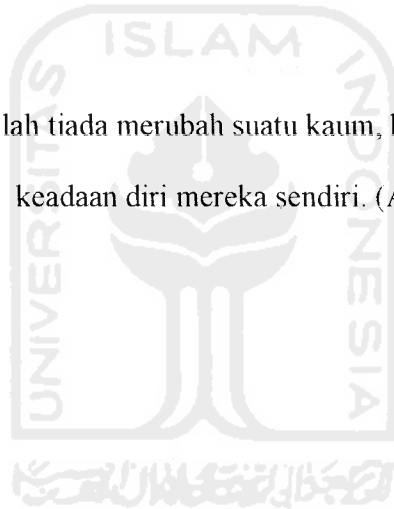 ISLAM
UNIVERSITAS
INDONESIA
lah tiada merubah suatu kaum,
keadaan diri mereka sendiri. (A